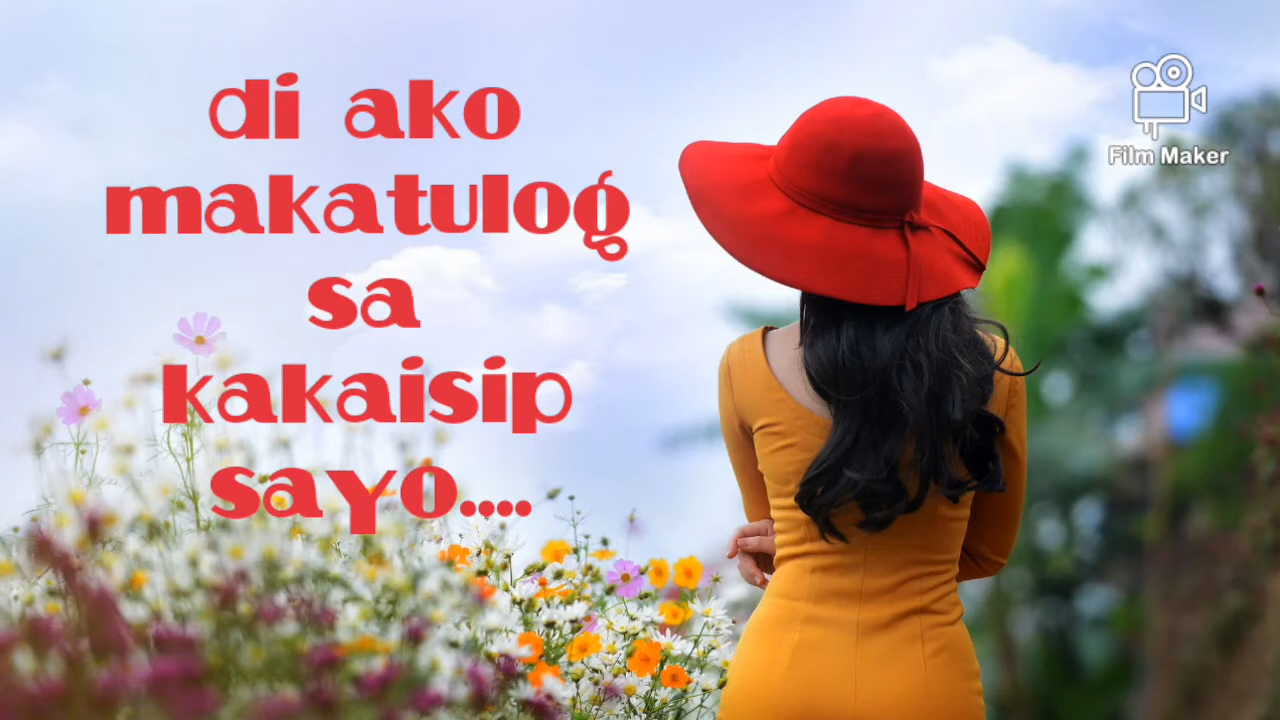 di ako
makatulog
sa
kakaisip
sayo....
Film Maker